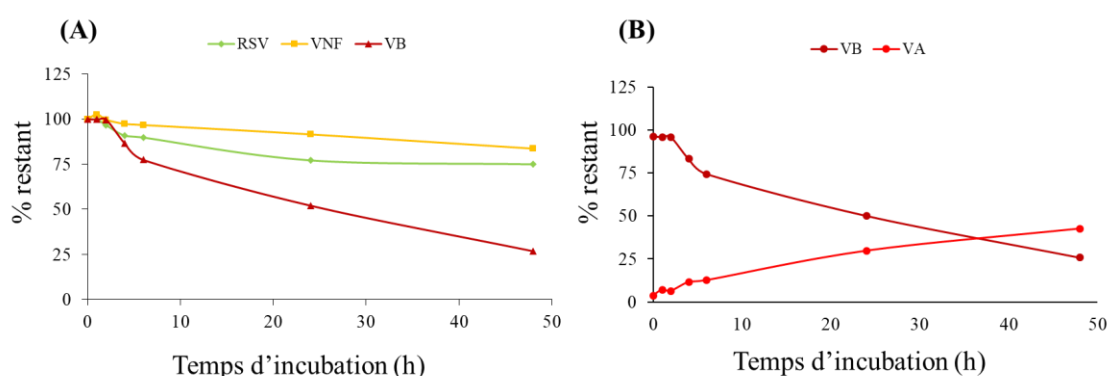 (A)
RSV VNF VB
125
100
75
50
25
0
0 10 20 30 40 50
% restant
Temps d’incubation (h)
(B)
VB VA
125
100
75
50
25
0
0 10 20 30 40 50
% restant
Temps d’incubation (h)